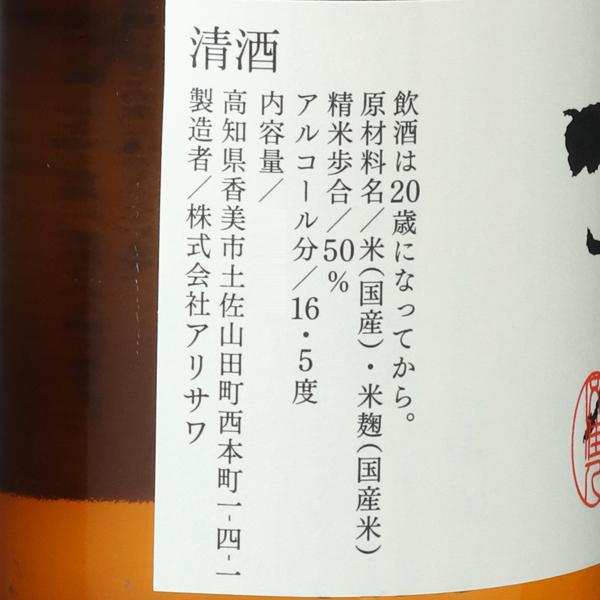 清酒
飲酒は20歳になってから。
原材料名／米(国産)・米麹(国産米)
精米歩合／50%
アルコール分／16・5度
内容量／
高知県香美市土佐山田町西本町一-四-一
製造者／株式会社アリサワ